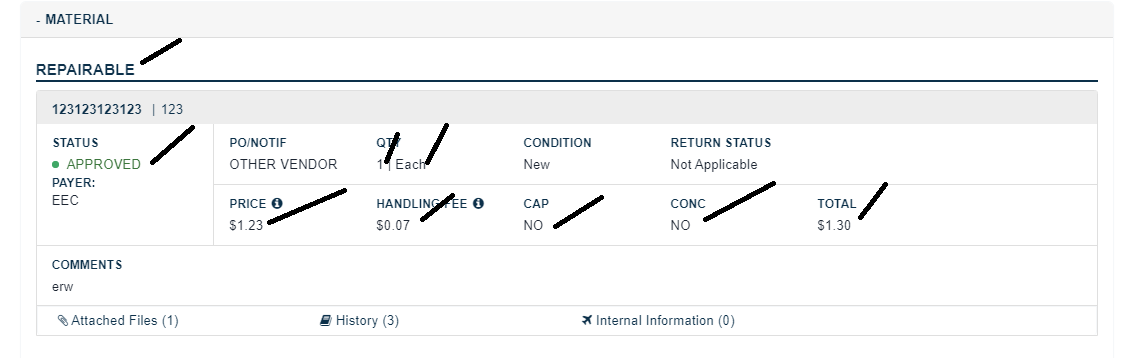 - MATERIAL
REPAIRABLE
123123123123 | 123
STATUS
APPROVED
PAYER:
EEC
PO/NOTIF
OTHER VENDOR
QTY
1 | Each
CONDITION
New
RETURN STATUS
Not Applicable
PRICE
$1.23
HANDLING FEE
$0.07
CAP
NO
CONC
NO
TOTAL
$1.30
COMMENTS
erw
Attached Files (1)
History (3)
Internal Information (0)